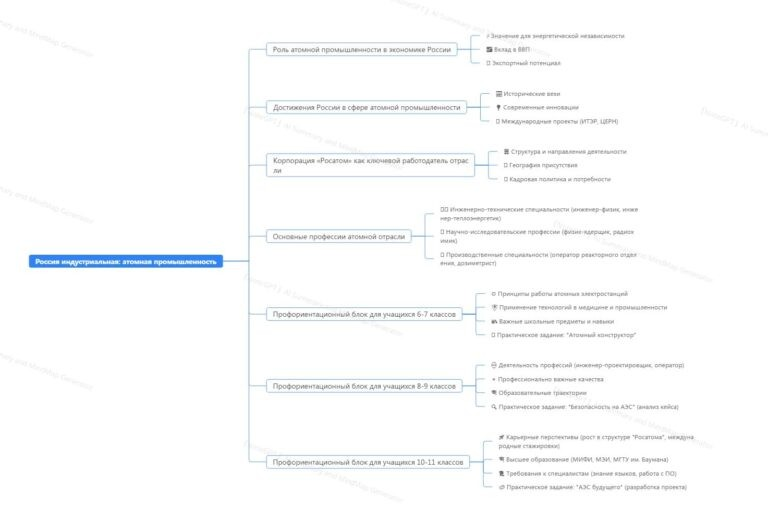 Россия индустриальная: атомная промышленность
Роль атомной промышленности в экономике России
Значение для энергетической независимости
Вклад в ВВП
Экспортный потенциал
Достижения России в сфере атомной промышленности
Исторические вехи
Современные инновации
Международные проекты (ИТЭР, ЦЕРН)
Корпорация «Росатом» как ключевой работодатель отрас
ли
Структура и направления деятельности
География присутствия
Кадровая политика и потребности
Основные профессии атомной отрасли
Инженерно-технические специальности (инженер-физик, инже
нер-теплоэнергетик)
Научно-исследовательские профессии (физик-ядерщик, радиох
имик)
Производственные специальности (оператор реакторного отдел
ения, дозиметрист)
Профориентационный блок для учащихся 6-7 классов
Принципы работы атомных электростанций
Применение технологий в медицине и промышленности
Важные школьные предметы и навыки
Практическое задание: "Атомный конструктор"
Профориентационный блок для учащихся 8-9 классов
Деятельность профессий (инженер-проектировщик, оператор)
Профессионально важные качества
Образовательные траектории
Практическое задание: "Безопасность на АЭС" (анализ кейса)
Профориентационный блок для учащихся 10-11 классов
Карьерные перспективы (рост в структуре "Росатома", междуна
родные стажировки)
Высшее образование (МИФИ, МЭИ, МГТУ им. Баумана)
Требования к специалистам (знание языков, работа с ПО)
Практическое задание: "АЭС будущего" (разработка проекта)